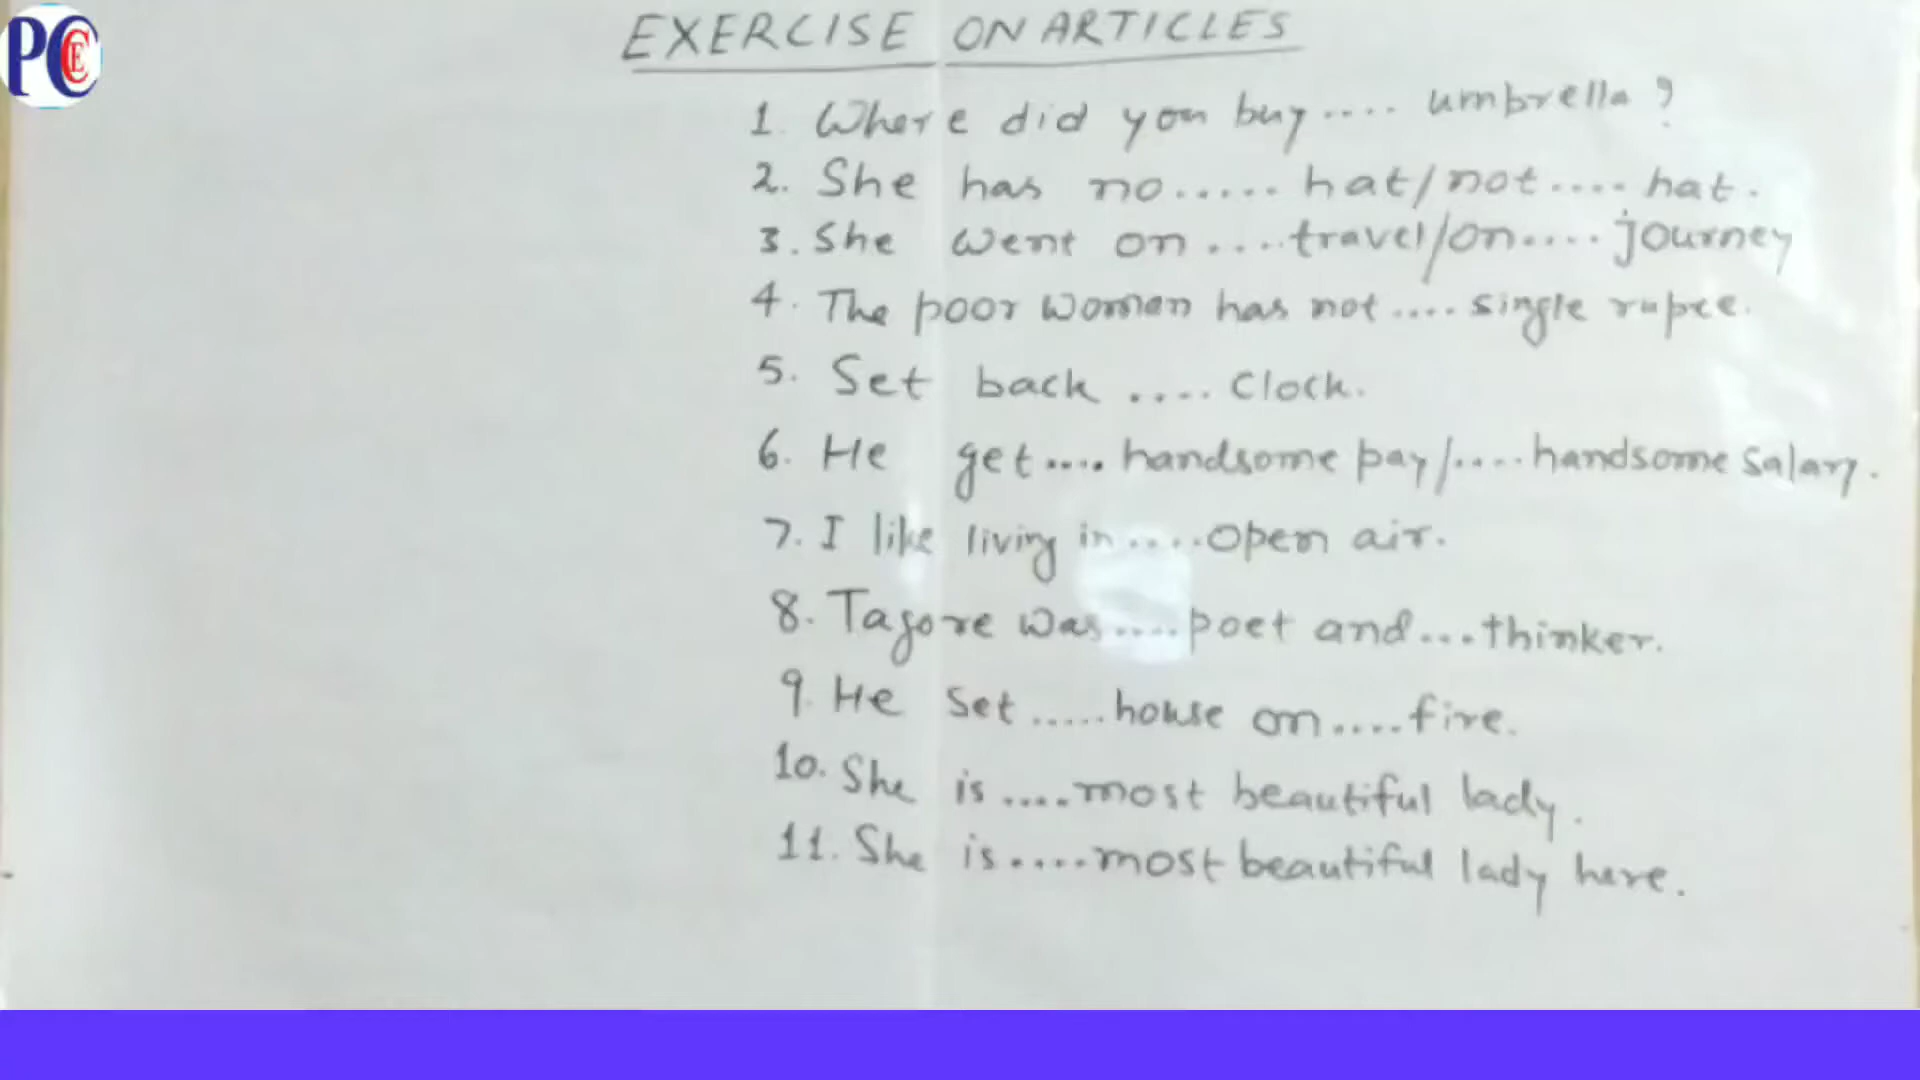 PCC
E
EXERCISE ON ARTICLES
1. Where did you buy .... umbrella ?
2. She has no ..... hat/not .... hat.
3. She went on .... travel/on .... journey
4. The poor woman has not .... single rupee.
5. Set back .... Clock.
6. He get .... handsome pay/.... handsome salary.
7. I like living in .... open air.
8. Tagore was .... poet and ... thinker.
9. He set ..... house on .... fire.
10. She is .... most beautiful lady.
11. She is .... most beautiful lady here.